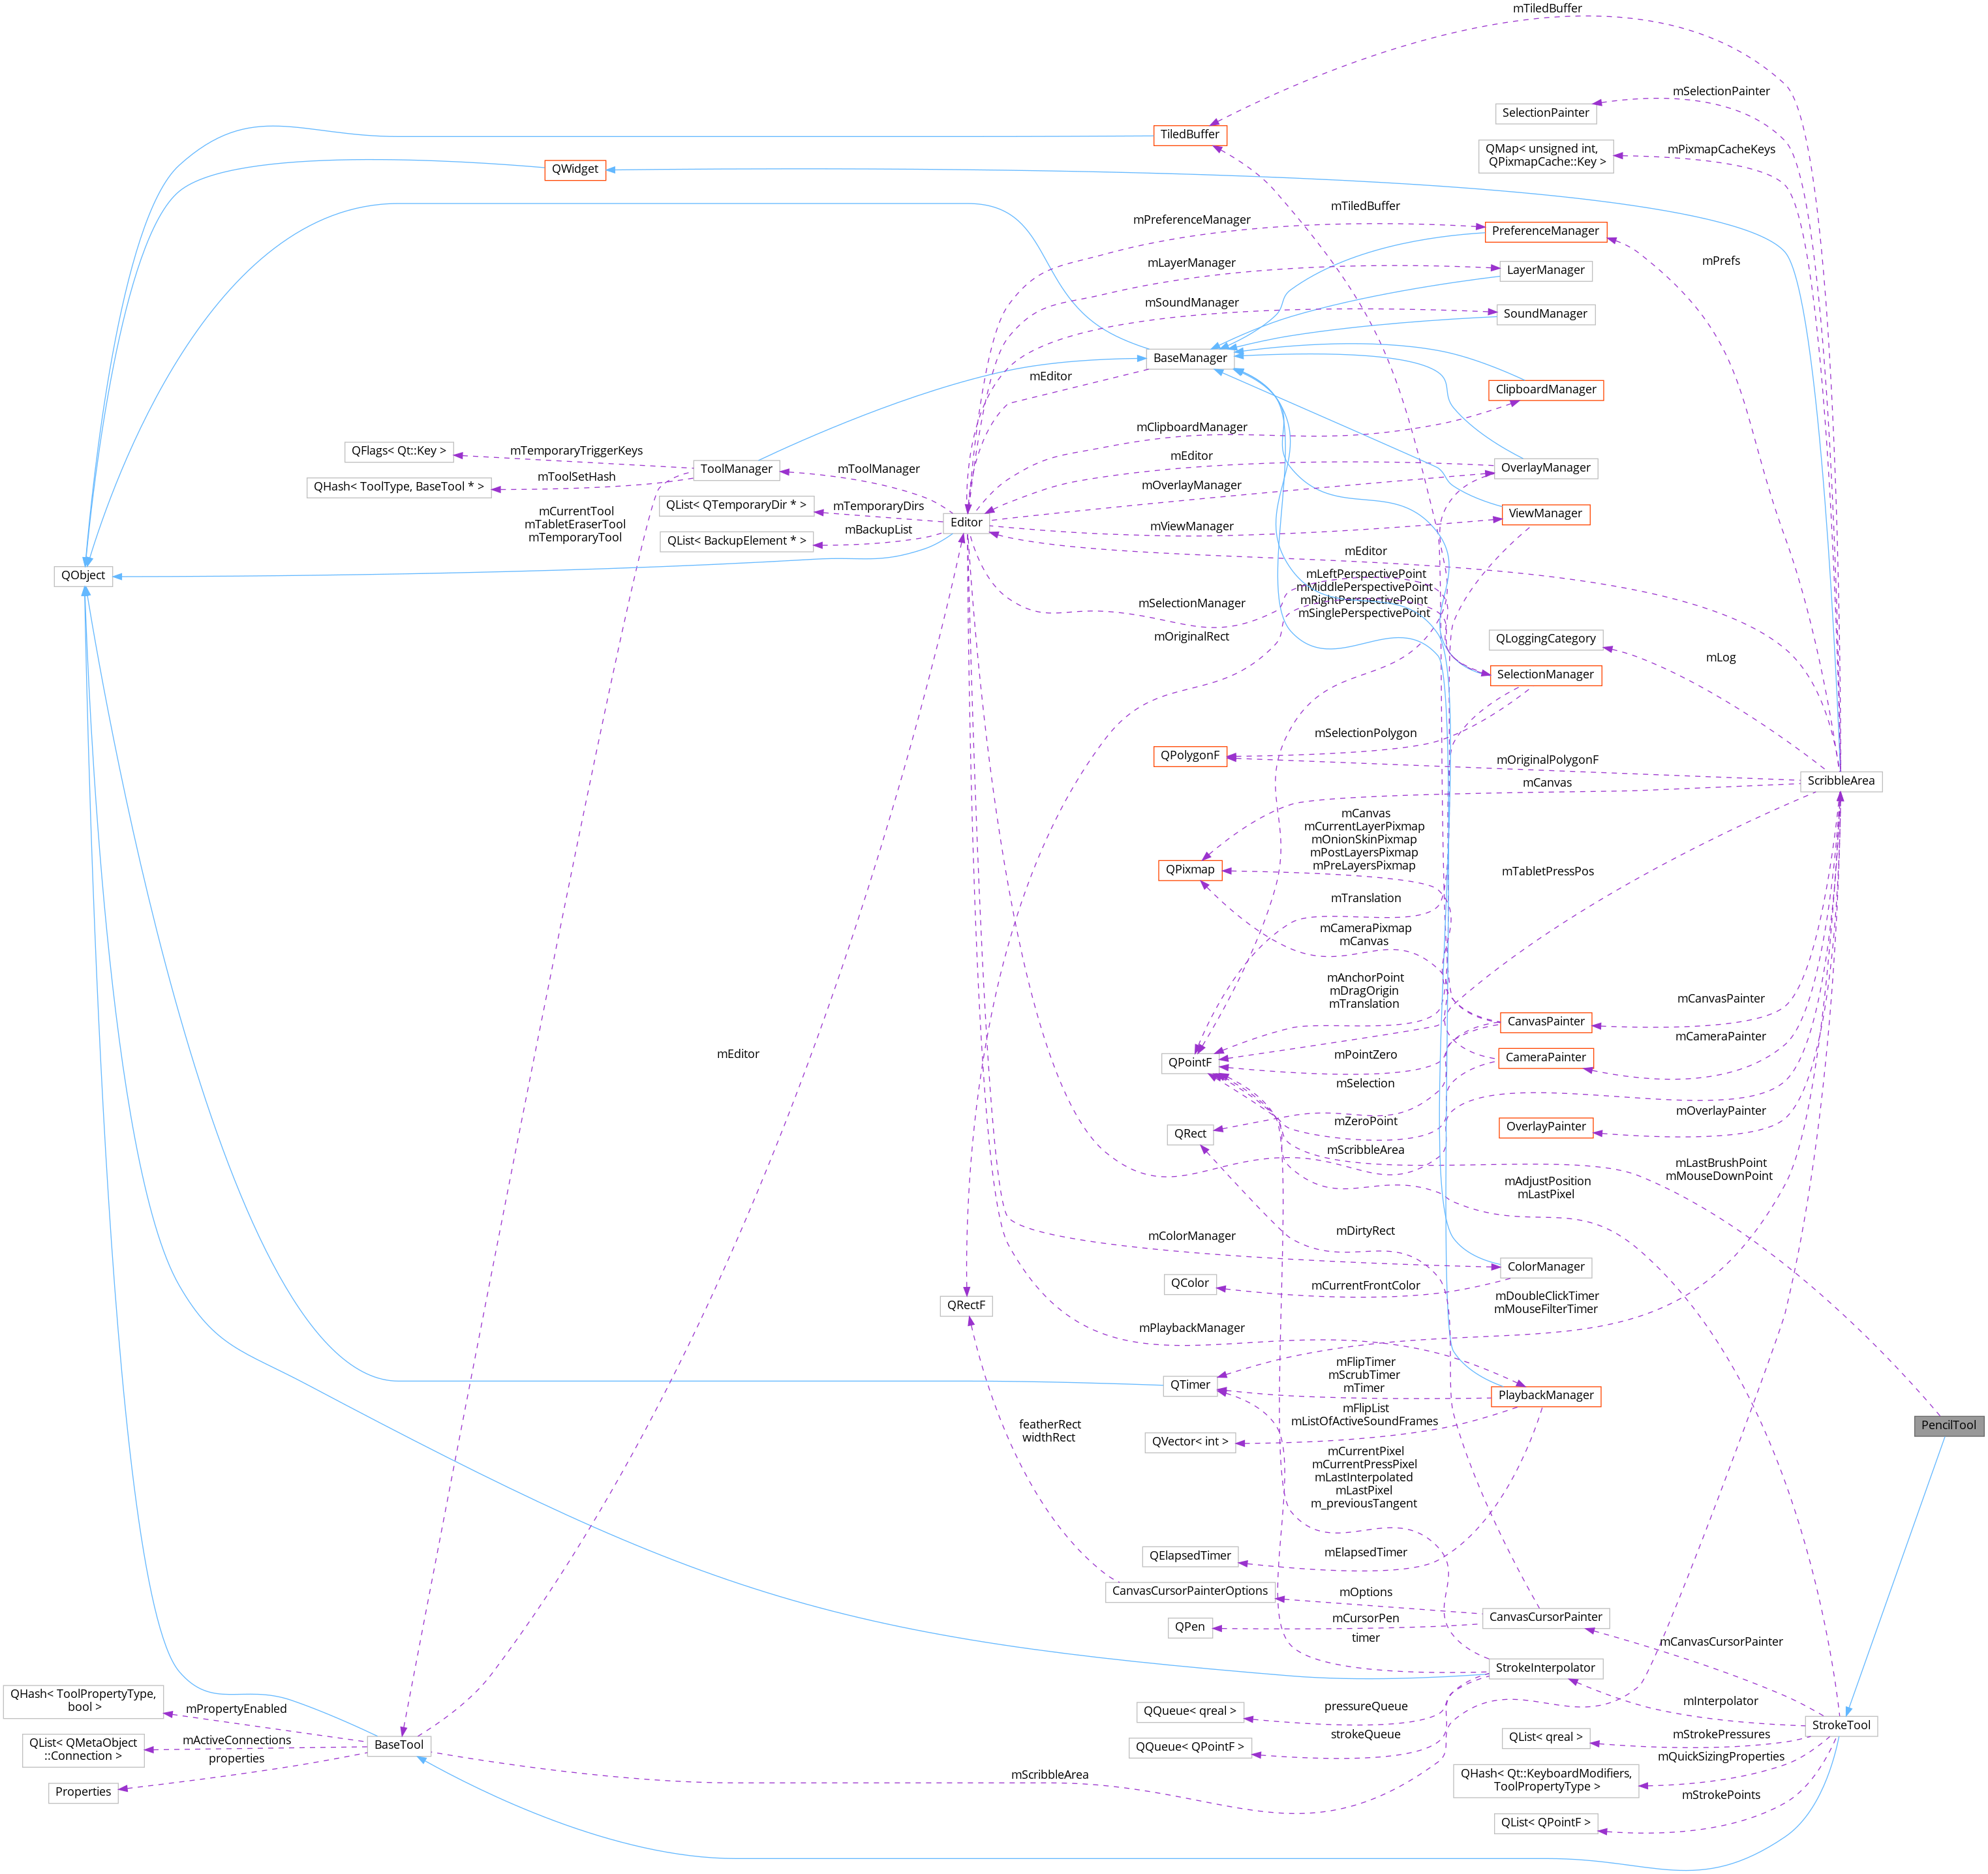 mTiledBuffer
mSelectionPainter
SelectionPainter
TiledBuffer
QMap< unsigned int,
QPixmapCache::Key >
mPixmapCacheKeys
QWidget
mTiledBuffer
mPreferenceManager
PreferenceManager
mPrefs
mLayerManager
LayerManager
mSoundManager
SoundManager
BaseManager
mEditor
ClipboardManager
mClipboardManager
QFlags< Qt::Key >
mTemporaryTriggerKeys
ToolManager
mToolManager
mEditor
OverlayManager
mToolSetHash
QHash< ToolType, BaseTool * >
mOverlayManager
QList< QTemporaryDir * >
mTemporaryDirs
mCurrentTool
mTabletEraserTool
mTemporaryTool
Editor
mViewManager
ViewManager
mBackupList
QList< BackupElement * >
mEditor
QObject
mLeftPerspectivePoint
mMiddlePerspectivePoint
mRightPerspectivePoint
mSinglePerspectivePoint
mSelectionManager
mOriginalRect
QLoggingCategory
mLog
SelectionManager
mSelectionPolygon
QPolygonF
mOriginalPolygonF
ScribbleArea
mCanvas
mCanvas
mCurrentLayerPixmap
mOnionSkinPixmap
mPostLayersPixmap
mPreLayersPixmap
QPixmap
mTabletPressPos
mTranslation
mCameraPixmap
mCanvas
mAnchorPoint
mDragOrigin
mTranslation
mCanvasPainter
CanvasPainter
mCameraPainter
CameraPainter
QPointF
mPointZero
mSelection
mOverlayPainter
OverlayPainter
QRect
mZeroPoint
mScribbleArea
mLastBrushPoint
mMouseDownPoint
mAdjustPosition
mLastPixel
mEditor
mDirtyRect
mColorManager
ColorManager
QColor
mCurrentFrontColor
QRectF
mDoubleClickTimer
mMouseFilterTimer
mPlaybackManager
mFlipTimer
mScrubTimer
mTimer
QTimer
PlaybackManager
mFlipList
mListOfActiveSoundFrames
PencilTool
featherRect
widthRect
QVector< int >
mCurrentPixel
mCurrentPressPixel
mLastInterpolated
mLastPixel
m_previousTangent
QElapsedTimer
mElapsedTimer
CanvasCursorPainterOptions
mOptions
CanvasCursorPainter
QPen
mCursorPen
timer
mCanvasCursorPainter
StrokeInterpolator
QHash< ToolPropertyType,
bool >
mPropertyEnabled
mInterpolator
QQueue< qreal >
pressureQueue
StrokeTool
mStrokePressures
QList< qreal >
QList< QMetaObject
::Connection >
mActiveConnections
BaseTool
QQueue< QPointF >
strokeQueue
properties
mQuickSizingProperties
QHash< Qt::KeyboardModifiers,
ToolPropertyType >
Properties
mScribbleArea
mStrokePoints
QList< QPointF >